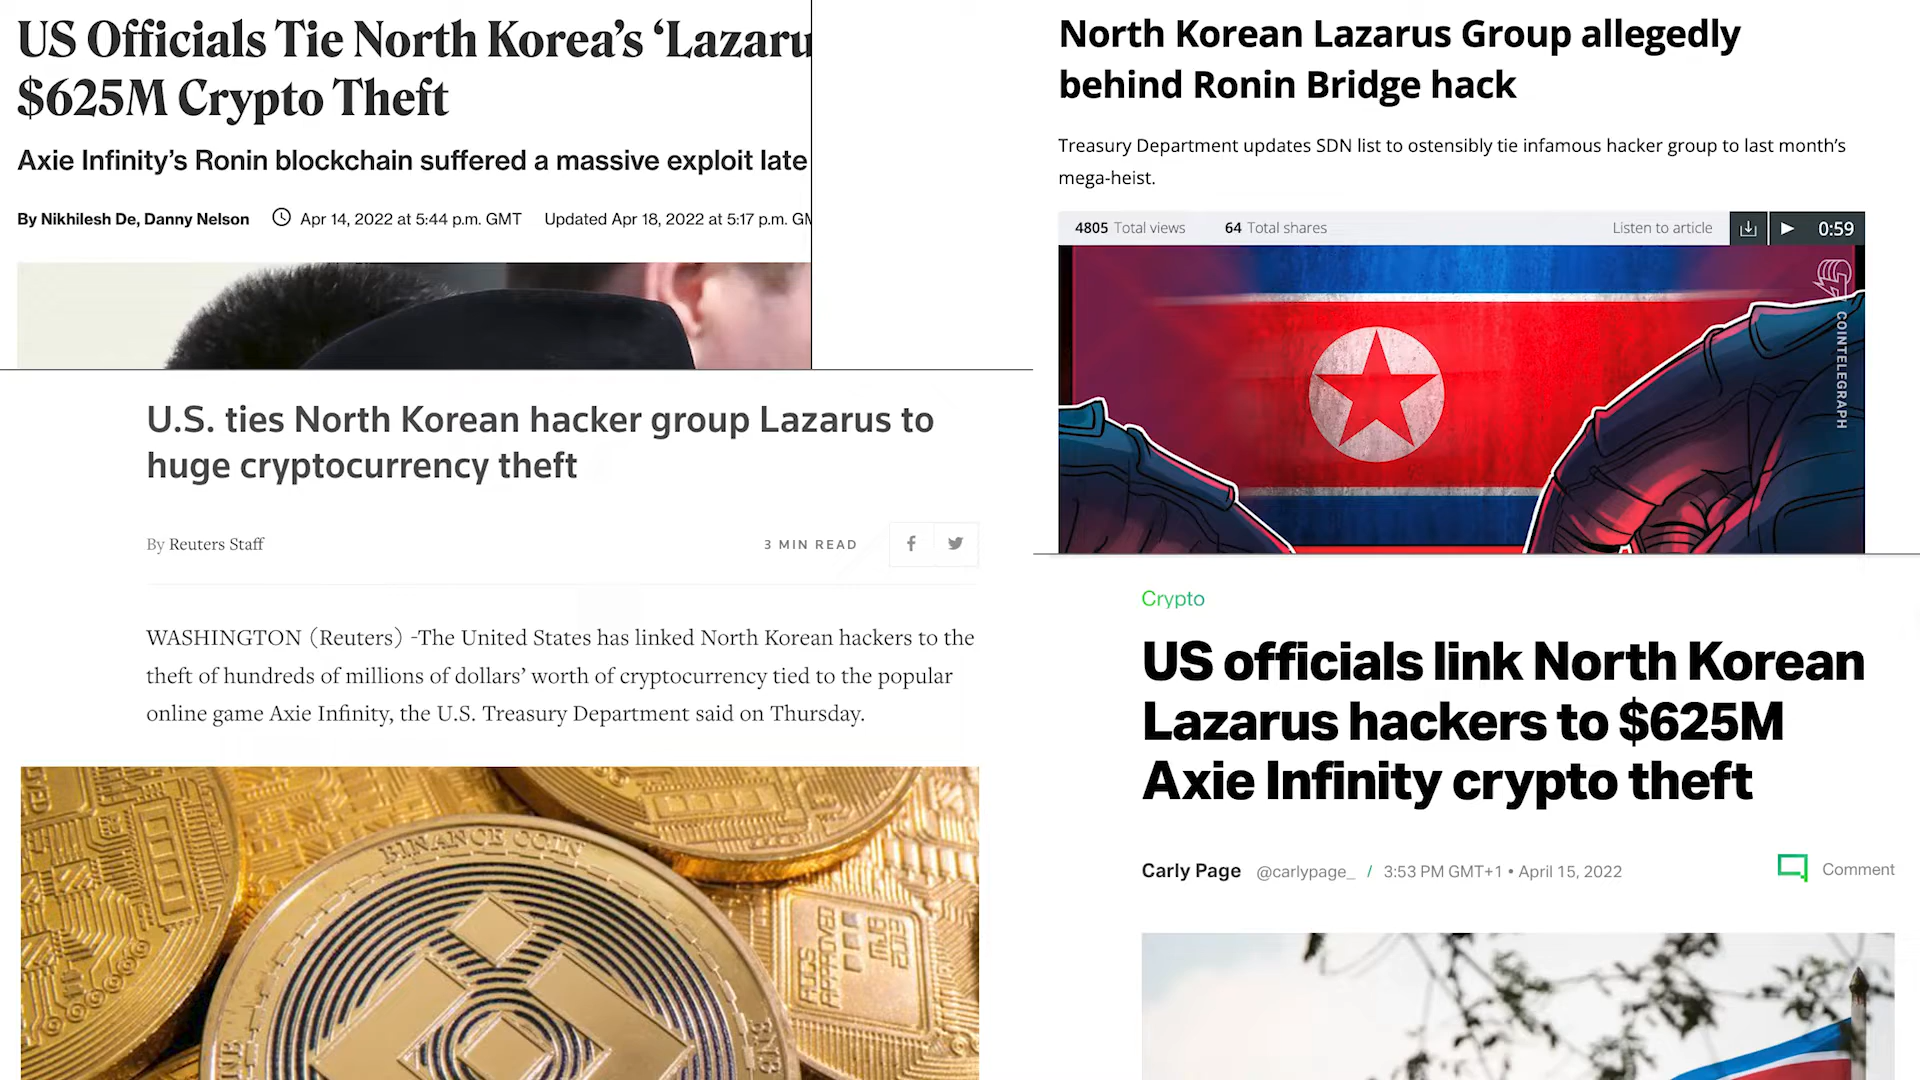 US Officials Tie North Korea's 'Lazaru
$625M Crypto Theft
Axie Infinity's Ronin blockchain suffered a massive exploit late
By Nikhilesh De, Danny Nelson Apr 14, 2022 at 5:44 p.m. GMT Updated Apr 18, 2022 at 5:17 p.m. GM
U.S. ties North Korean hacker group Lazarus to
huge cryptocurrency theft
By Reuters Staff
3 MIN READ
WASHINGTON (Reuters) -The United States has linked North Korean hackers to the
theft of hundreds of millions of dollars' worth of cryptocurrency tied to the popular
online game Axie Infinity, the U.S. Treasury Department said on Thursday.
BINANCE COIN
North Korean Lazarus Group allegedly
behind Ronin Bridge hack
Treasury Department updates SDN list to ostensibly tie infamous hacker group to last month's
mega-heist.
4805 Total views 64 Total shares Listen to article 0:59
COINTELEGRAPH
Crypto
US officials link North Korean
Lazarus hackers to $625M
Axie Infinity crypto theft
Carly Page @carlypage_ / 3:53 PM GMT+1 • April 15, 2022 Comment